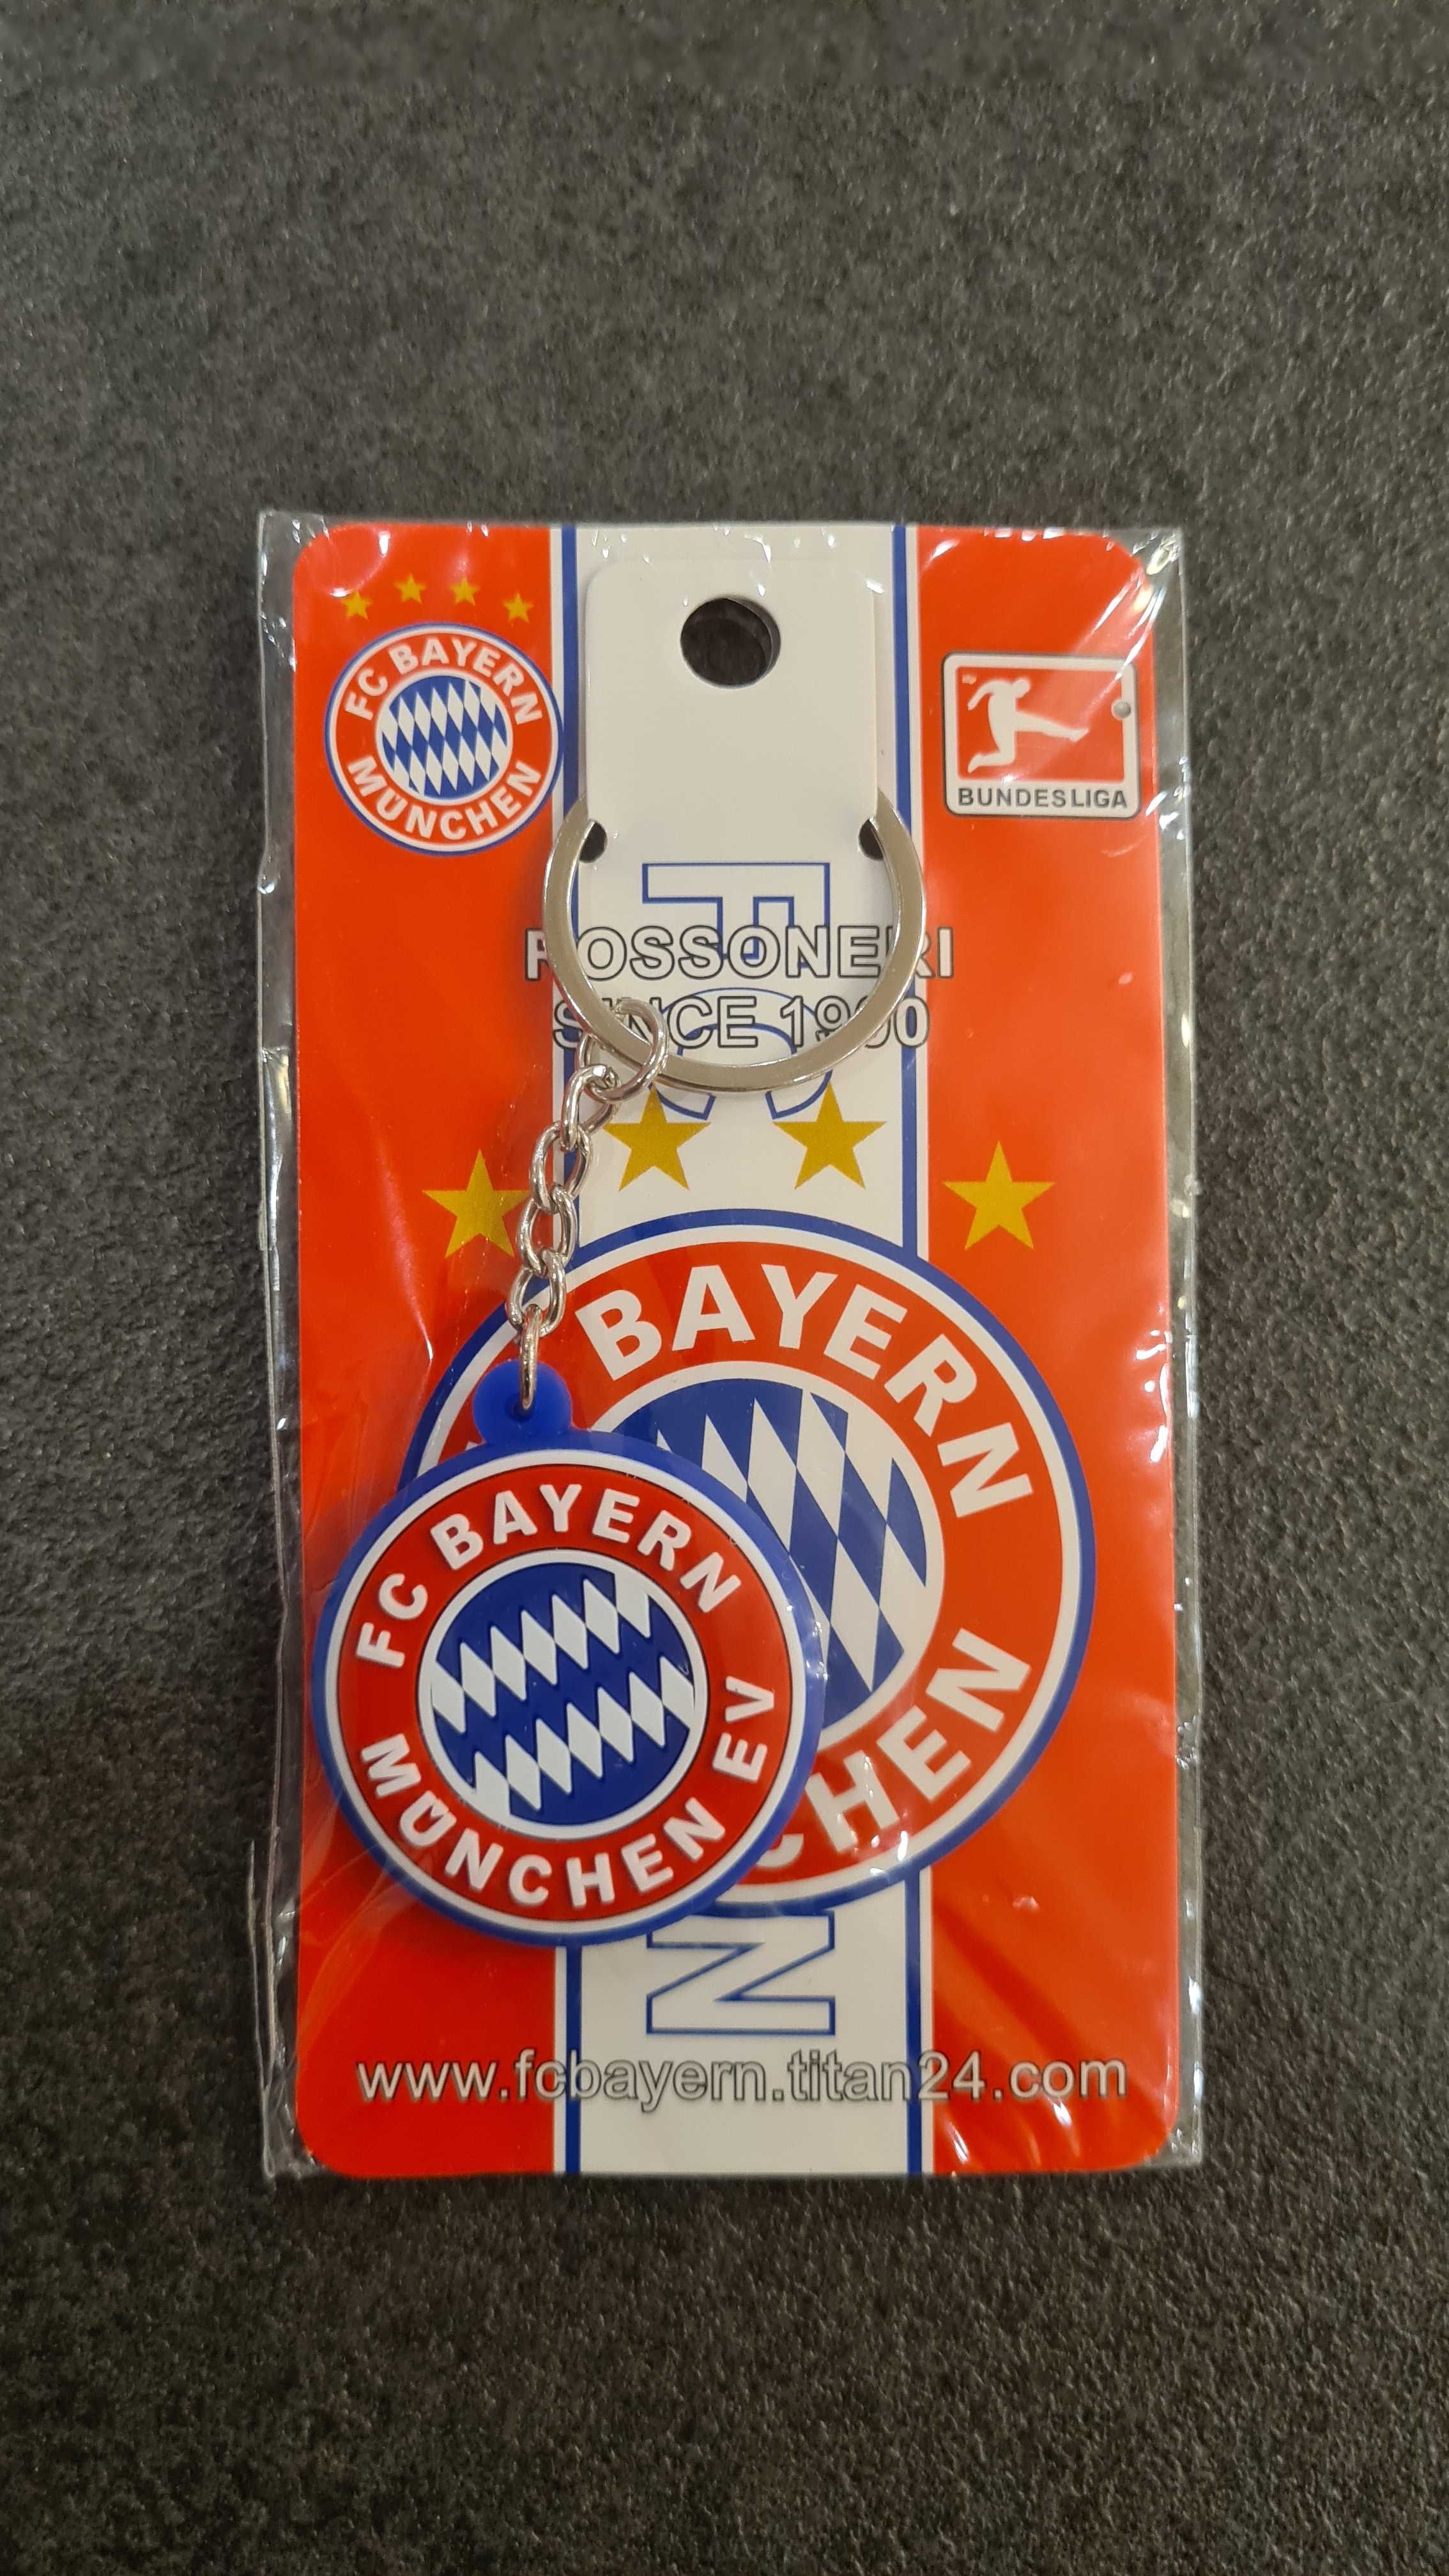 FC BAYERN
MÜNCHEN
BUNDESLIGA
F
C
ROSSONERI
SINCE 1900
BAYERN
CHEN
FC BAYERN
MÜNCHEN EV
N
www.fcbayern.titan24.com